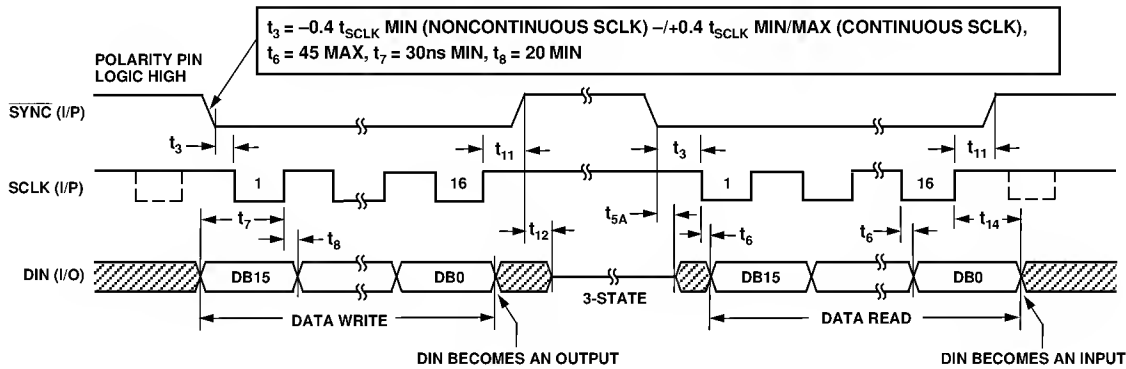 t3 = –0.4 tSCLK MIN (NONCONTINUOUS SCLK) –/+0.4 tSCLK MIN/MAX (CONTINUOUS SCLK),
t6 = 45 MAX, t7 = 30ns MIN, t8 = 20 MIN
POLARITY PIN
LOGIC HIGH
SYNC (I/P)
t3
t11
t3
t11
SCLK (I/P)
1
16
1
16
t7
t8
t12
t5A
t6
t6
t14
DIN (I/O)
DB15
DB0
3-STATE
DB15
DB0
DATA WRITE
DATA READ
DIN BECOMES AN OUTPUT
DIN BECOMES AN INPUT